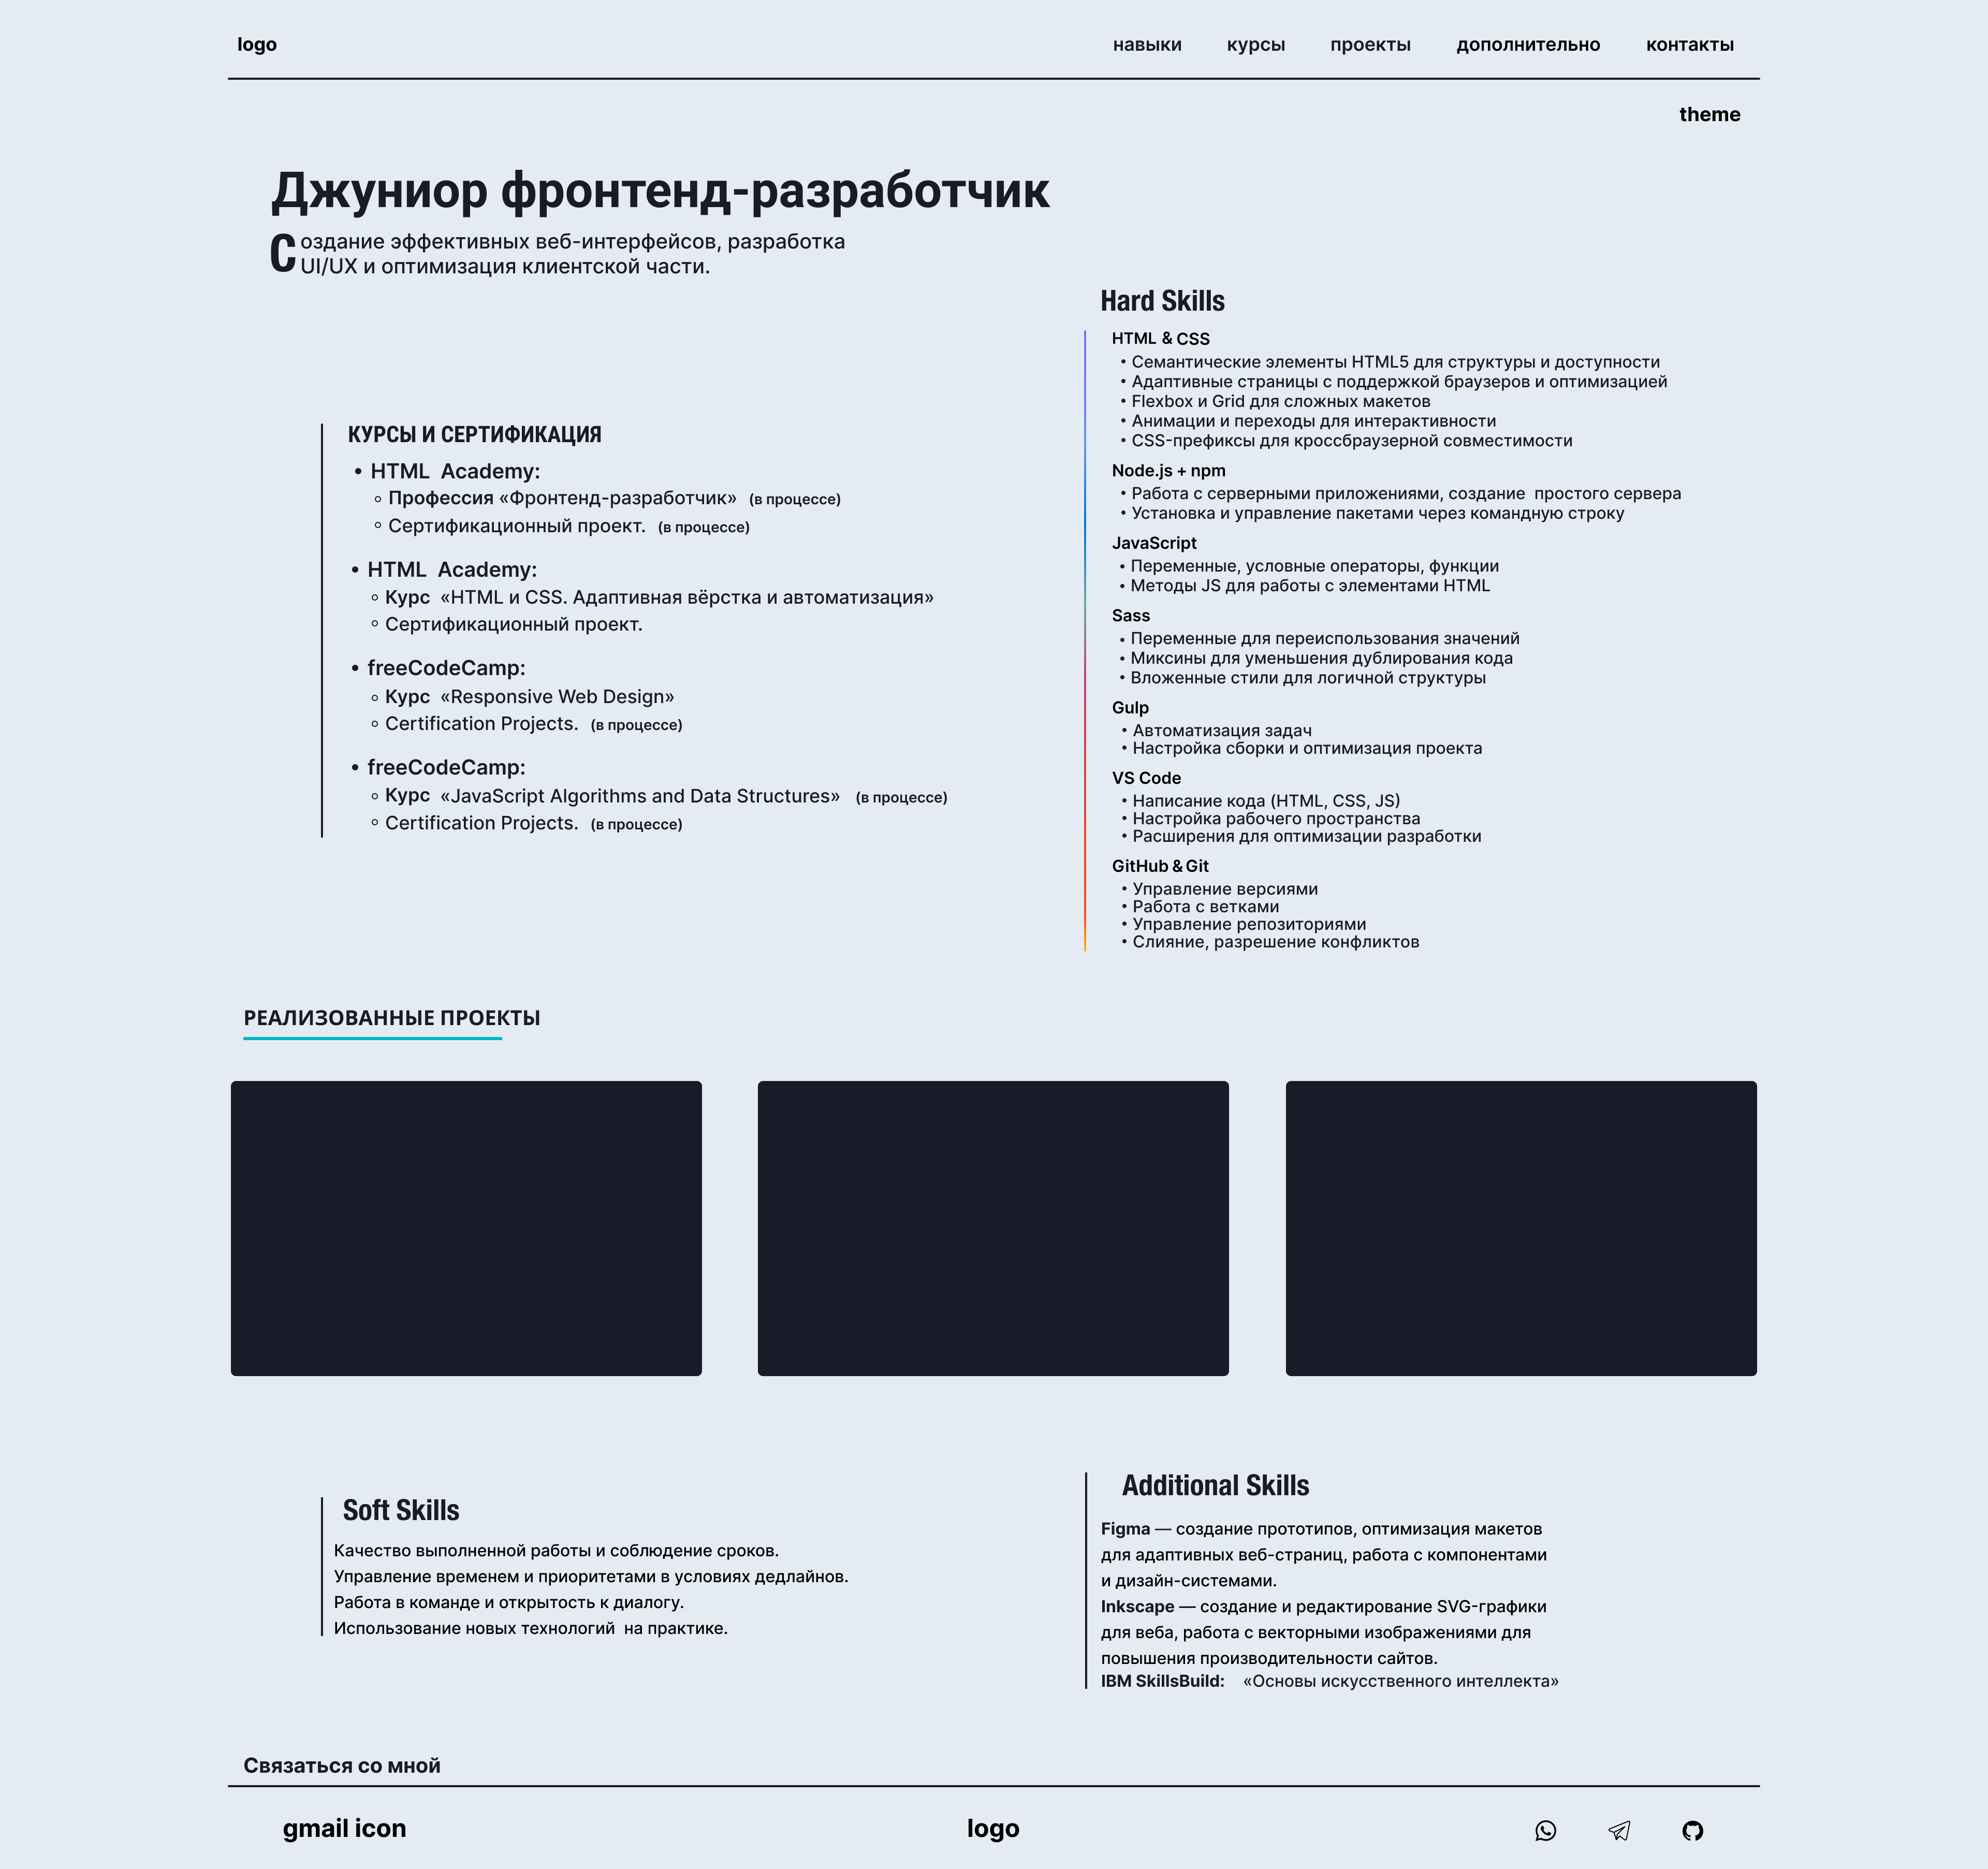 logo
навыки курсы проекты дополнительно контакты
theme
Джуниор фронтенд-разработчик
Создание эффективных веб-интерфейсов, разработка
UI/UX и оптимизация клиентской части.
КУРСЫ И СЕРТИФИКАЦИЯ
• HTML Academy:
◦ Профессия «Фронтенд-разработчик» (в процессе)
◦ Сертификационный проект. (в процессе)
• HTML Academy:
◦ Курс «HTML и CSS. Адаптивная вёрстка и автоматизация»
◦ Сертификационный проект.
• freeCodeCamp:
◦ Курс «Responsive Web Design»
◦ Certification Projects. (в процессе)
• freeCodeCamp:
◦ Курс «JavaScript Algorithms and Data Structures» (в процессе)
◦ Certification Projects. (в процессе)
Hard Skills
HTML & CSS
• Семантические элементы HTML5 для структуры и доступности
• Адаптивные страницы с поддержкой браузеров и оптимизацией
• Flexbox и Grid для сложных макетов
• Анимации и переходы для интерактивности
• CSS-префиксы для кроссбраузерной совместимости
Node.js + npm
• Работа с серверными приложениями, создание простого сервера
• Установка и управление пакетами через командную строку
JavaScript
• Переменные, условные операторы, функции
• Методы JS для работы с элементами HTML
Sass
• Переменные для переиспользования значений
• Миксины для уменьшения дублирования кода
• Вложенные стили для логичной структуры
Gulp
• Автоматизация задач
• Настройка сборки и оптимизация проекта
VS Code
• Написание кода (HTML, CSS, JS)
• Настройка рабочего пространства
• Расширения для оптимизации разработки
GitHub & Git
• Управление версиями
• Работа с ветками
• Управление репозиториями
• Слияние, разрешение конфликтов
РЕАЛИЗОВАННЫЕ ПРОЕКТЫ
Soft Skills
Качество выполненной работы и соблюдение сроков.
Управление временем и приоритетами в условиях дедлайнов.
Работа в команде и открытость к диалогу.
Использование новых технологий на практике.
Additional Skills
Figma — создание прототипов, оптимизация макетов
для адаптивных веб-страниц, работа с компонентами
и дизайн-системами.
Inkscape — создание и редактирование SVG-графики
для веба, работа с векторными изображениями для
повышения производительности сайтов.
IBM SkillsBuild: «Основы искусственного интеллекта»
Связаться со мной
gmail icon
logo